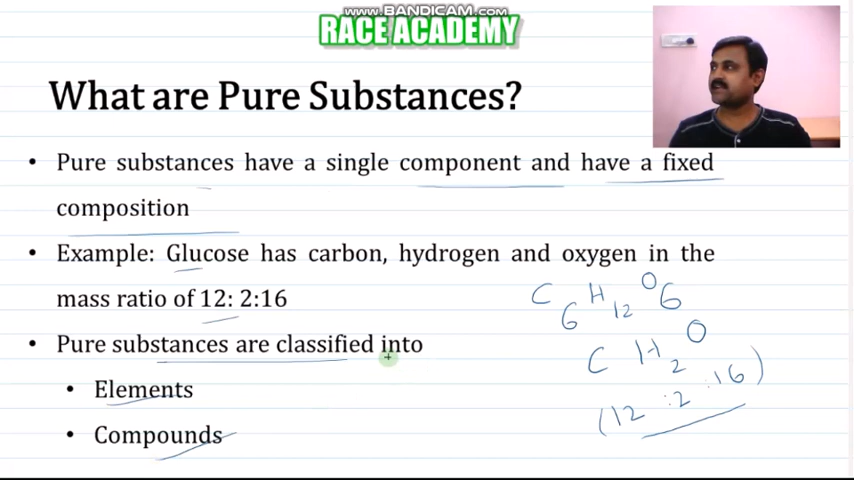 www.BANDICAM.com
RACE ACADEMY
What are Pure Substances?
• Pure substances have a single component and have a fixed
composition
• Example: Glucose has carbon, hydrogen and oxygen in the
mass ratio of 12: 2:16
C6H12O6
• Pure substances are classified into
CH2O
• Elements
(12 :2 :16)
• Compounds